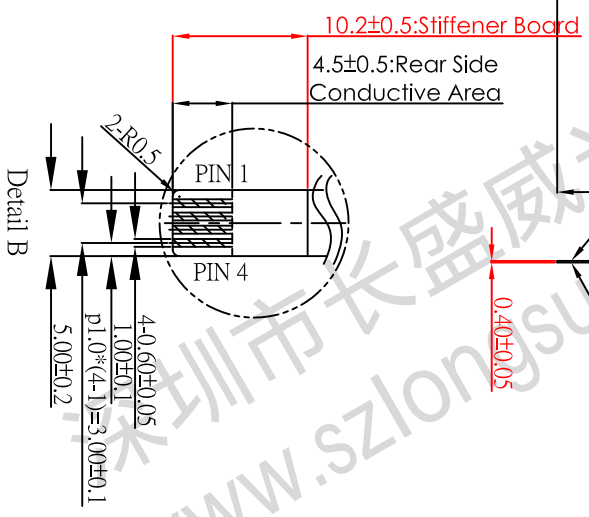 10.2±0.5:Stiffener Board
4.5±0.5:Rear Side
Conductive Area
2-R0.5
PIN 1
PIN 4
Detail B
4-0.60±0.05
1.00±0.1
p1.0*(4-1)=3.00±0.1
5.00±0.2
0.40±0.05
深圳市长盛威
www.szlongsu